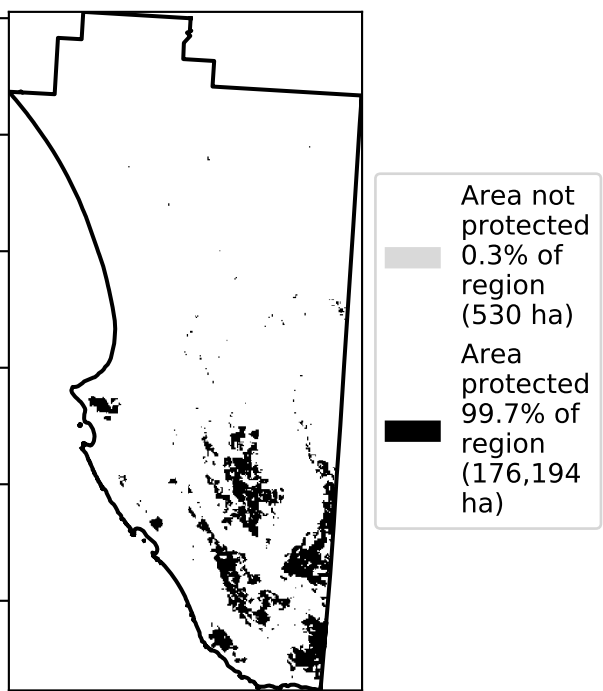 Area not
protected
0.3% of
region
(530 ha)
Area
protected
99.7% of
region
(176,194
ha)